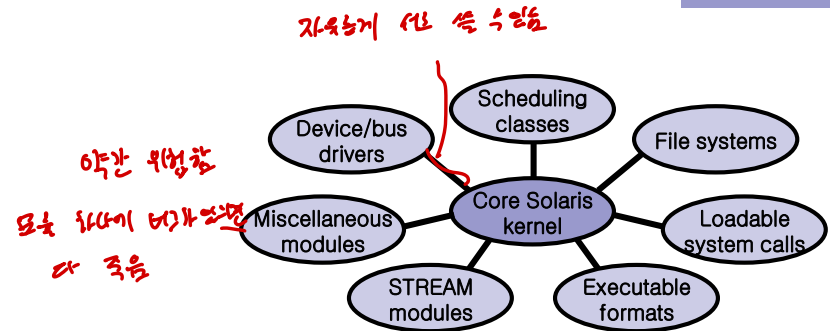 자유롭게 서로 쓸 수 있음
Scheduling
classes
Device/bus
drivers
File systems
약간 위험함
Core Solaris
kernel
모듈 하나에 버그가 있으면
Miscellaneous
modules
Loadable
system calls
다 죽음
STREAM
modules
Executable
formats